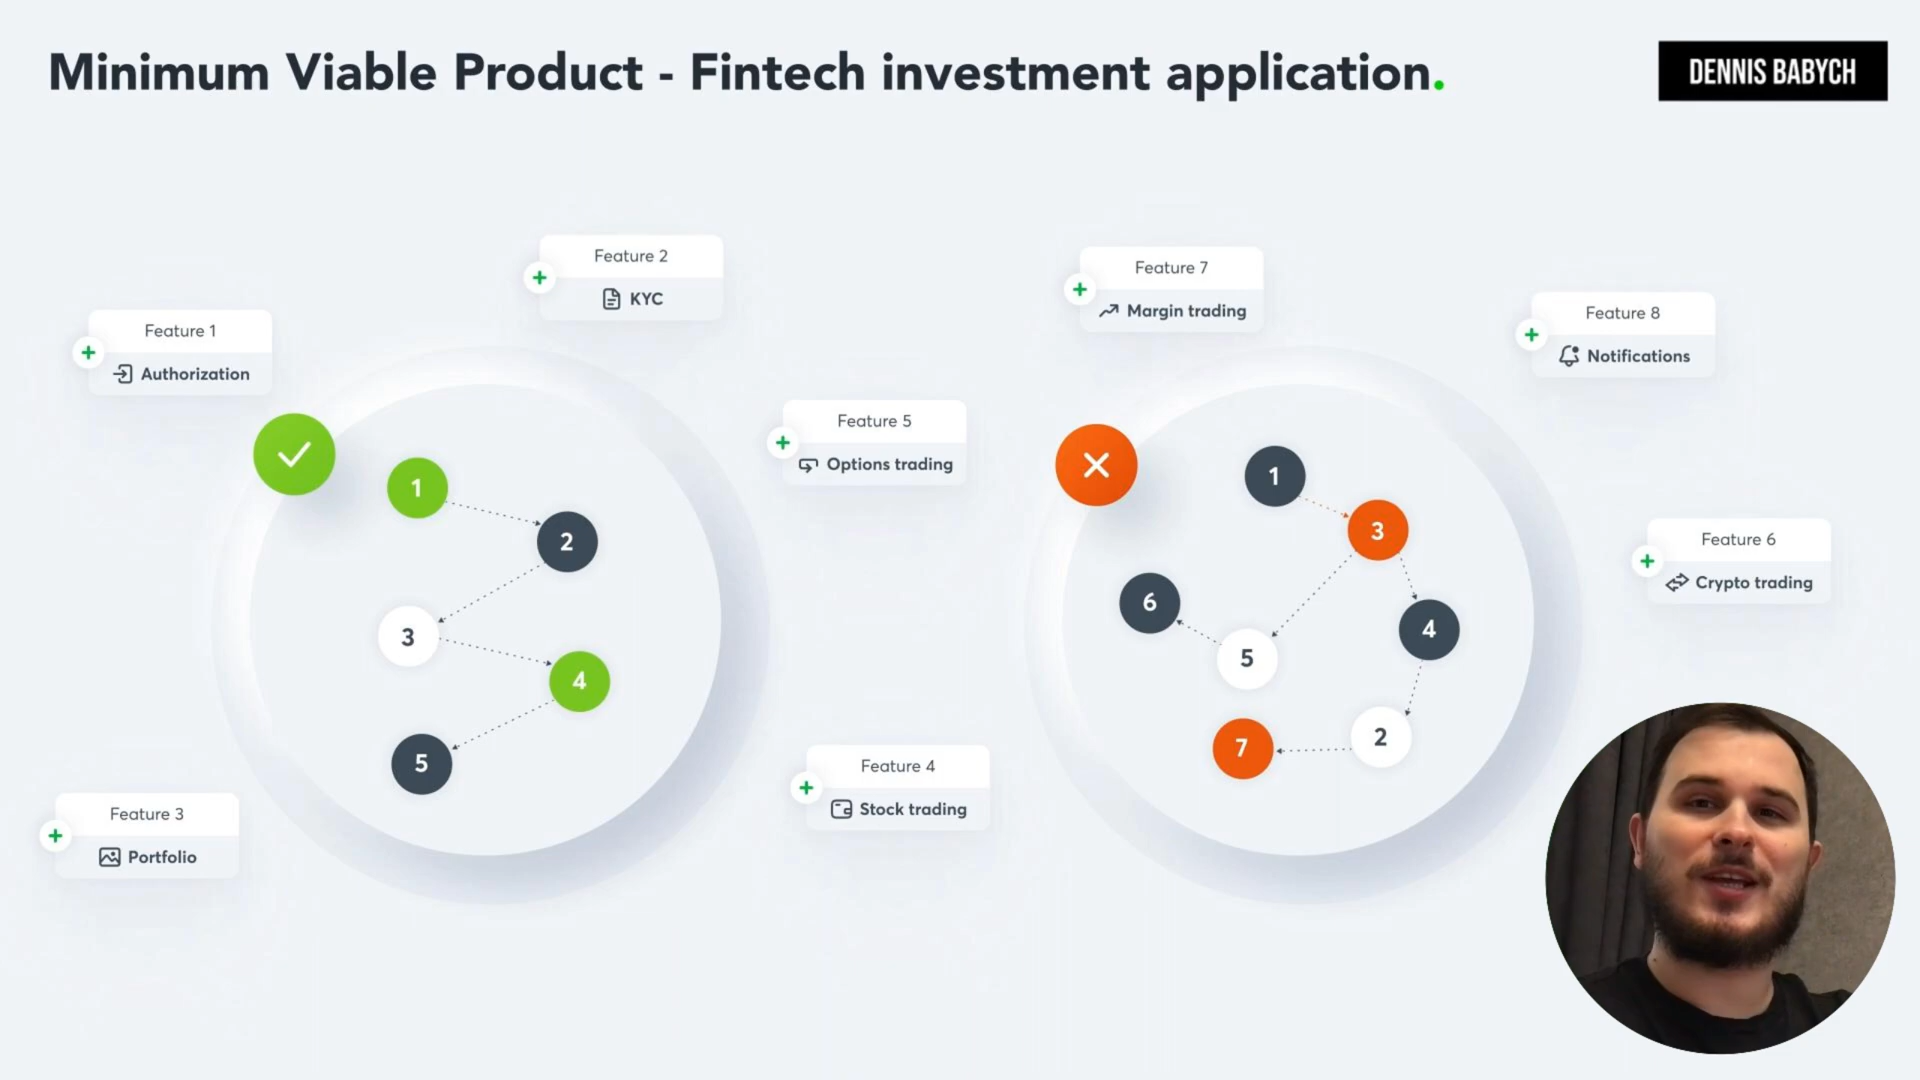 Minimum Viable Product - Fintech investment application.
DENNIS BABYCH
Feature 1
Authorization
Feature 2
KYC
Feature 3
Portfolio
Feature 5
Options trading
Feature 4
Stock trading
1
2
3
4
5
Feature 7
Margin trading
Feature 8
Notifications
Feature 6
Crypto trading
1
3
6
4
5
2
7